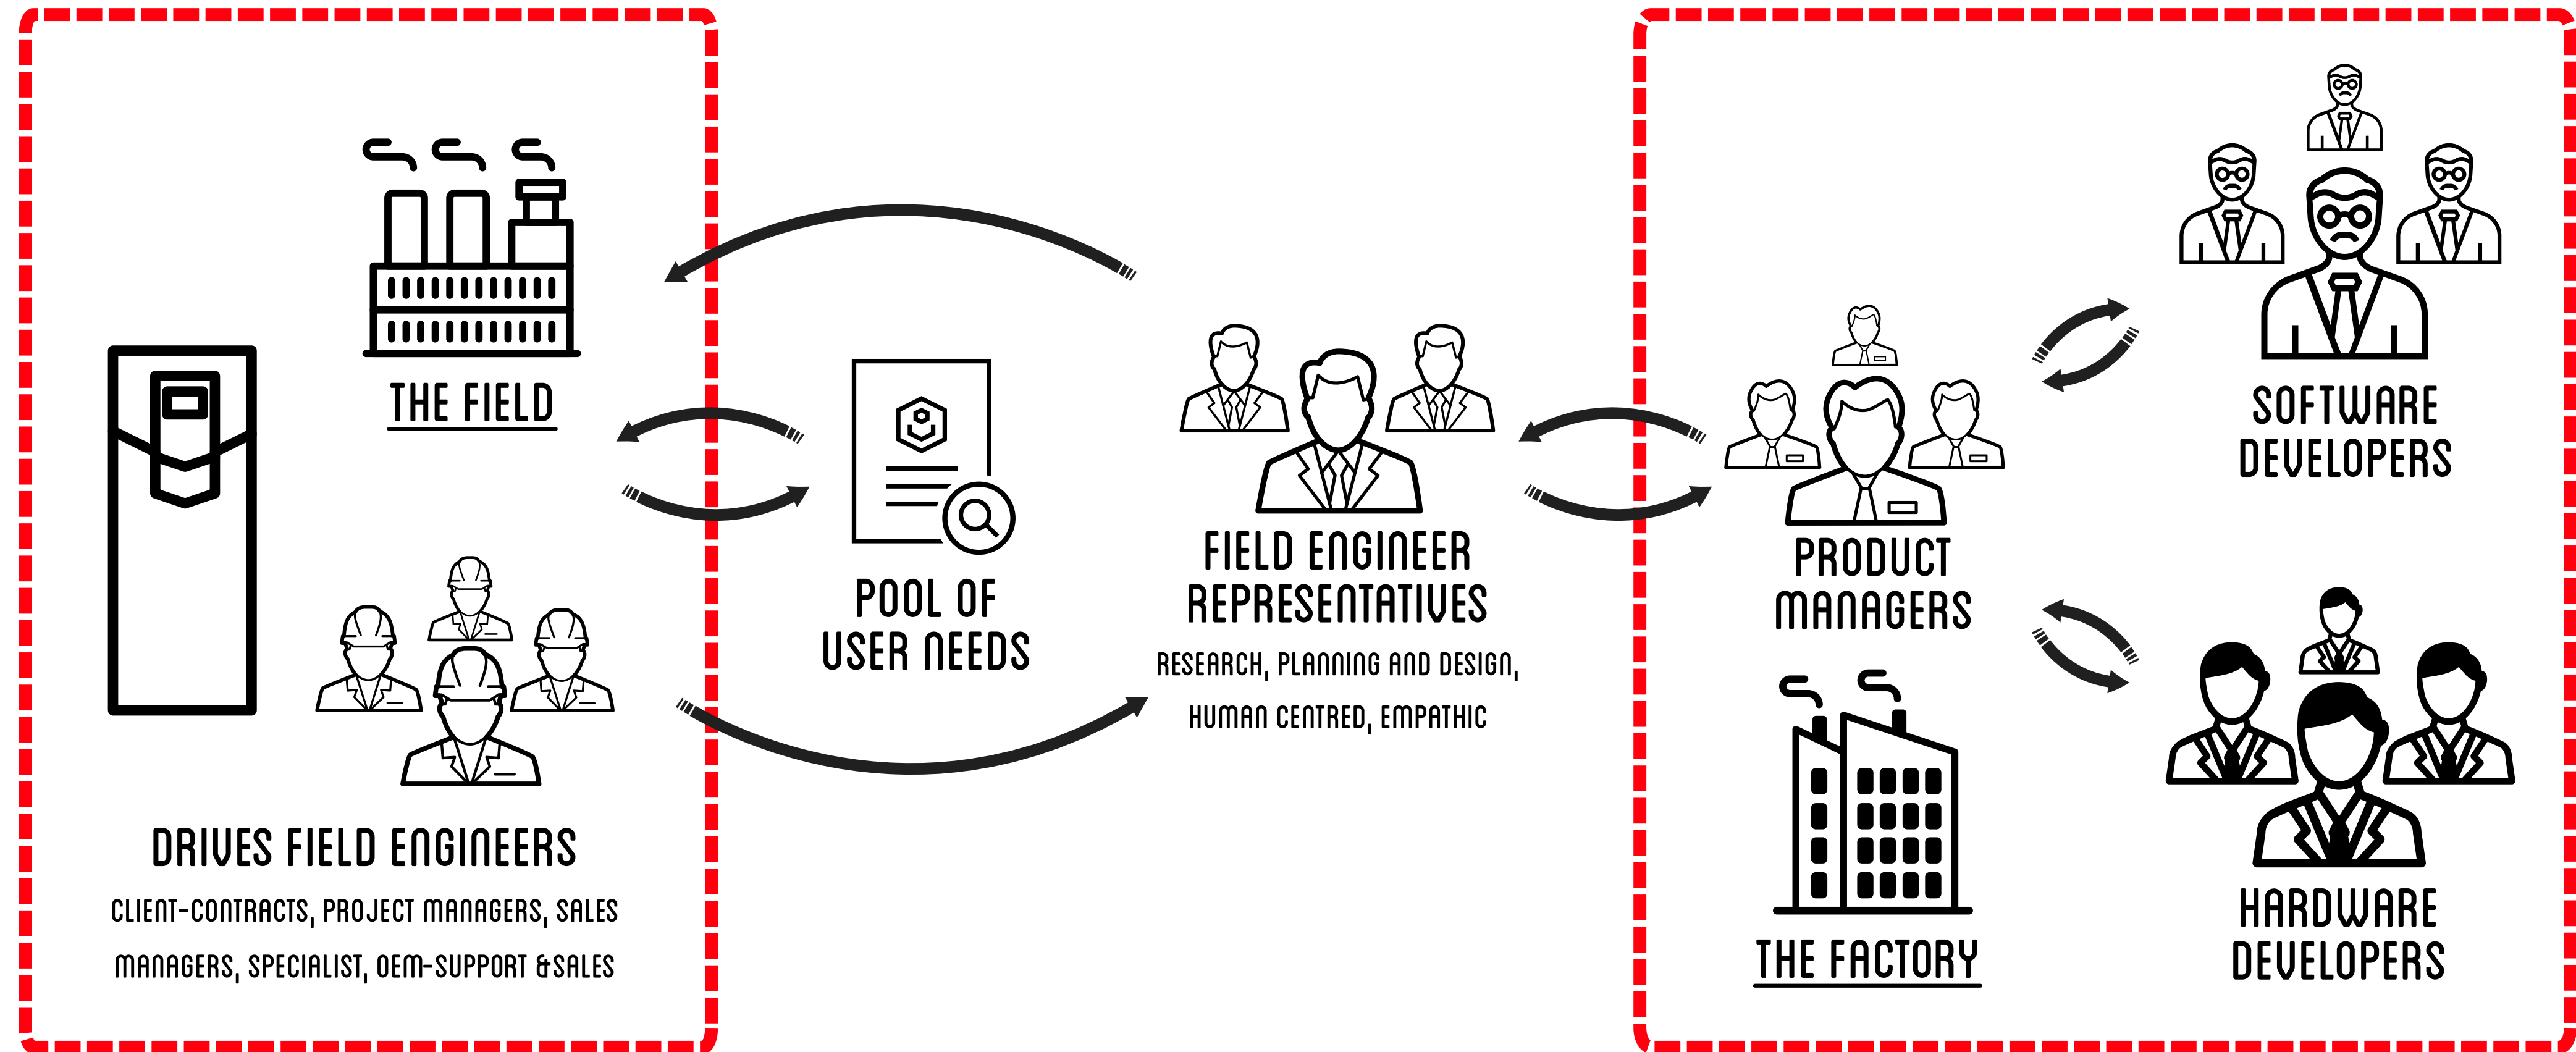 THE FIELD
DRIVES FIELD ENGINEERS
CLIENT-CONTRACTS, PROJECT MANAGERS, SALES
MANAGERS, SPECIALIST, OEM-SUPPORT &SALES
POOL OF
USER NEEDS
FIELD ENGINEER
REPRESENTATIVES
RESEARCH, PLANNING AND DESIGN,
HUMAN CENTRED, EMPATHIC
PRODUCT
MANAGERS
THE FACTORY
SOFTWARE
DEVELOPERS
HARDWARE
DEVELOPERS